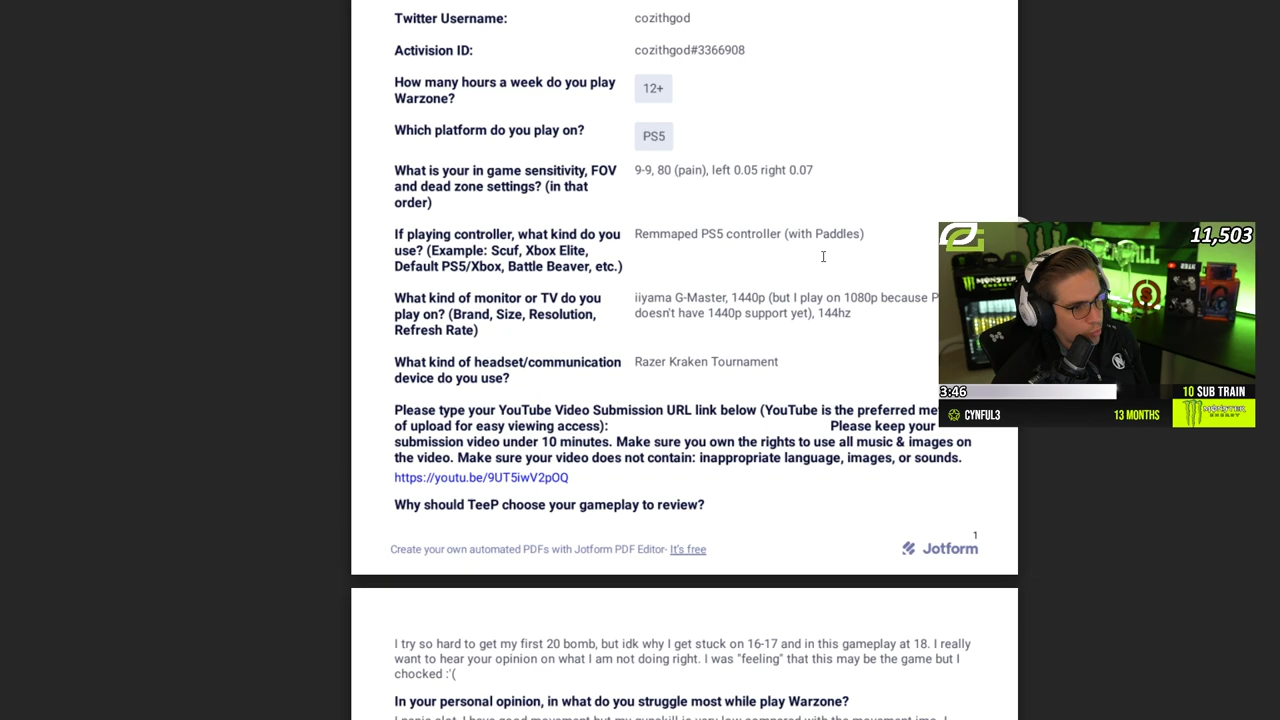 Twitter Username:
cozithgod
Activision ID:
cozithgod#3366908
How many hours a week do you play
Warzone?
12+
Which platform do you play on?
PS5
What is your in game sensitivity, FOV
and dead zone settings? (in that
order)
9-9, 80 (pain), left 0.05 right 0.07
If playing controller, what kind do you
use? (Example: Scuf, Xbox Elite,
Default PS5/Xbox, Battle Beaver, etc.)
Remmaped PS5 controller (with Paddles)
What kind of monitor or TV do you
play on? (Brand, Size, Resolution,
Refresh Rate)
iiyama G-Master, 1440p (but I play on 1080p because P
doesn't have 1440p support yet), 144hz
What kind of headset/communication
device do you use?
Razer Kraken Tournament
Please type your YouTube Video Submission URL link below (YouTube is the preferred me
of upload for easy viewing access): Please keep your
submission video under 10 minutes. Make sure you own the rights to use all music & images on
the video. Make sure your video does not contain: inappropriate language, images, or sounds.
https://youtu.be/9UT5iwV2pOQ
Why should TeeP choose your gameplay to review?
1
Create your own automated PDFs with Jotform PDF Editor- It's free
Jotform
I try so hard to get my first 20 bomb, but idk why I get stuck on 16-17 and in this gameplay at 18. I really
want to hear your opinion on what I am not doing right. I was "feeling" that this may be the game but I
chocked :'(
In your personal opinion, in what do you struggle most while play Warzone?
11,503
3:46
10 SUB TRAIN
CYNFUL3
13 MONTHS
MONSTER
ENERGY